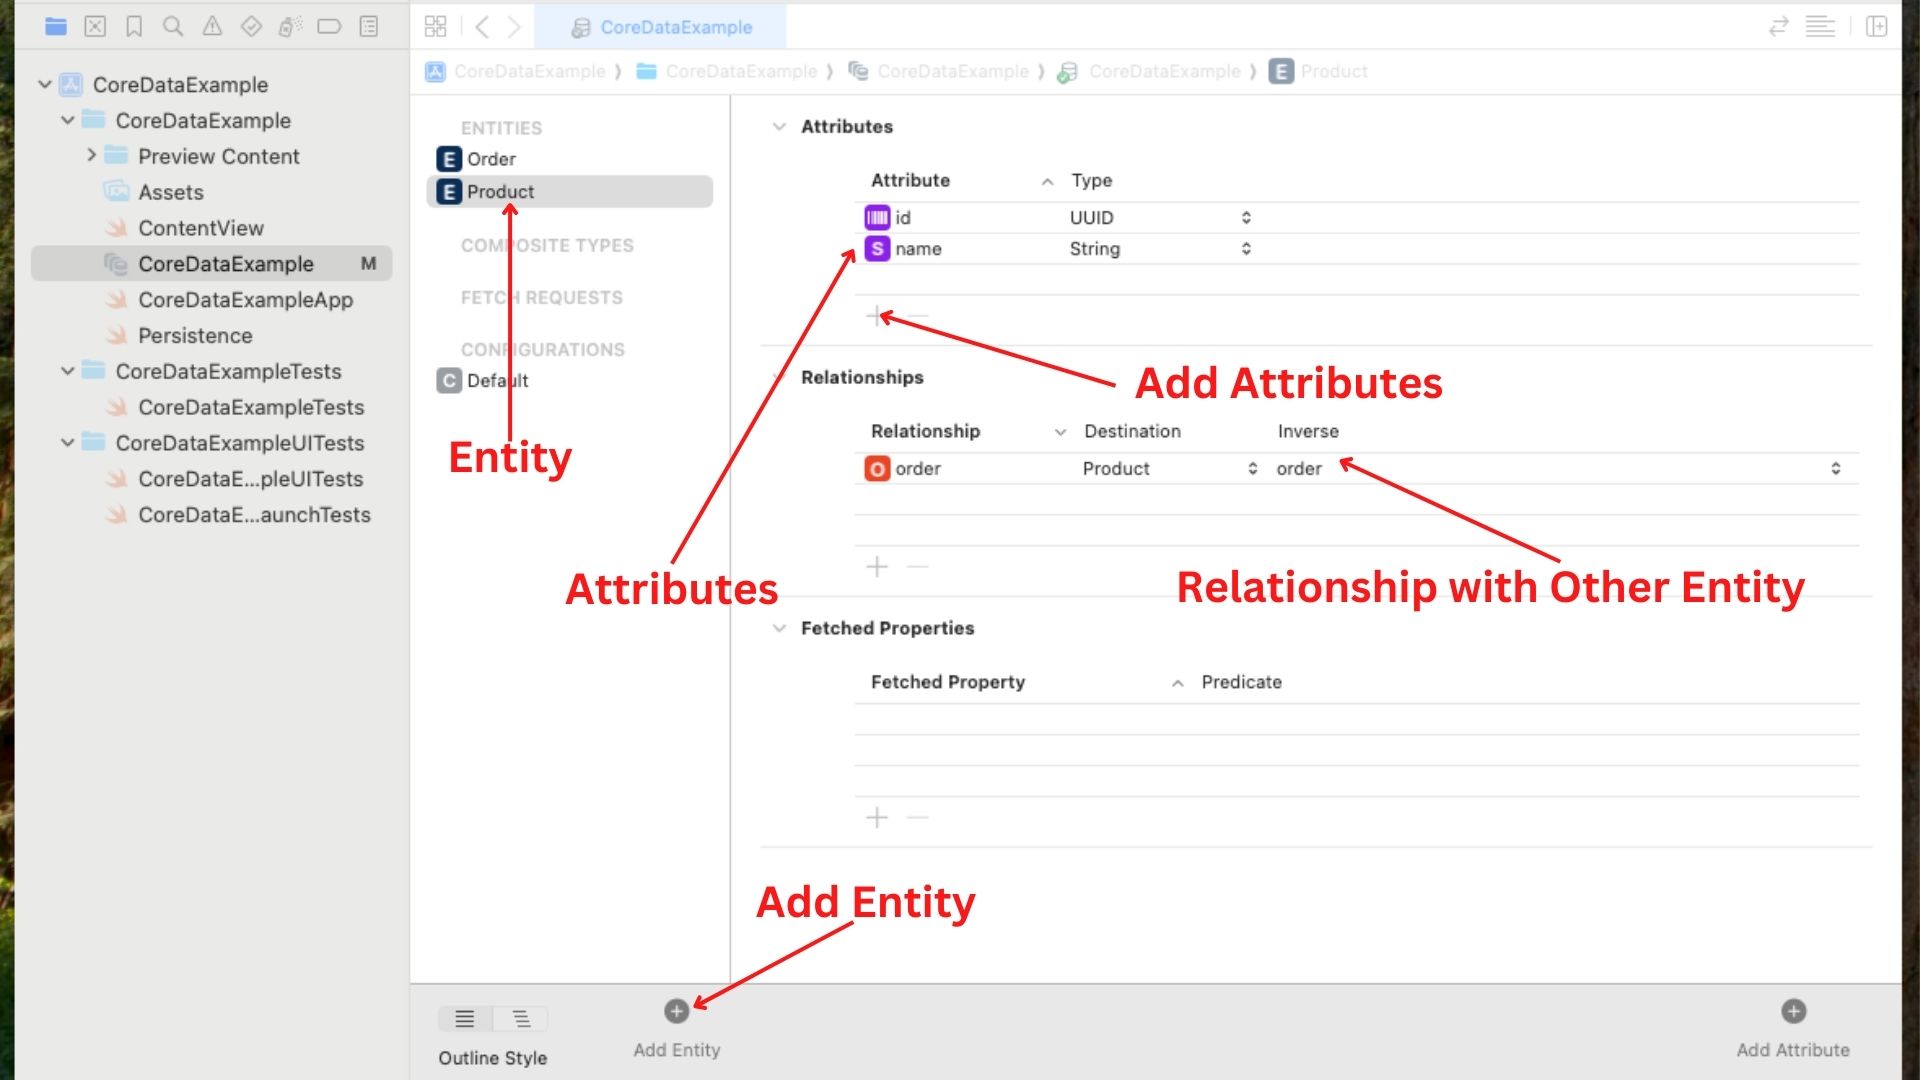 CoreDataExample
CoreDataExample
CoreDataExample
CoreDataExample
CoreDataExample
Product
CoreDataExample
CoreDataExample
Preview Content
Assets
ContentView
CoreDataExample M
CoreDataExampleApp
Persistence
CoreDataExampleTests
CoreDataExampleTests
CoreDataExampleUITests
CoreDataE...pleUITests
CoreDataE...aunchTests
ENTITIES
E Order
E Product
COMPOSITE TYPES
FETCH REQUESTS
CONFIGURATIONS
C Default
Entity
Attributes
Attribute Type
id UUID
S name String
Add Attributes
Relationships
Relationship Destination Inverse
O order Product order
Attributes
Relationship with Other Entity
Fetched Properties
Fetched Property Predicate
Add Entity
Outline Style
Add Entity
Add Attribute